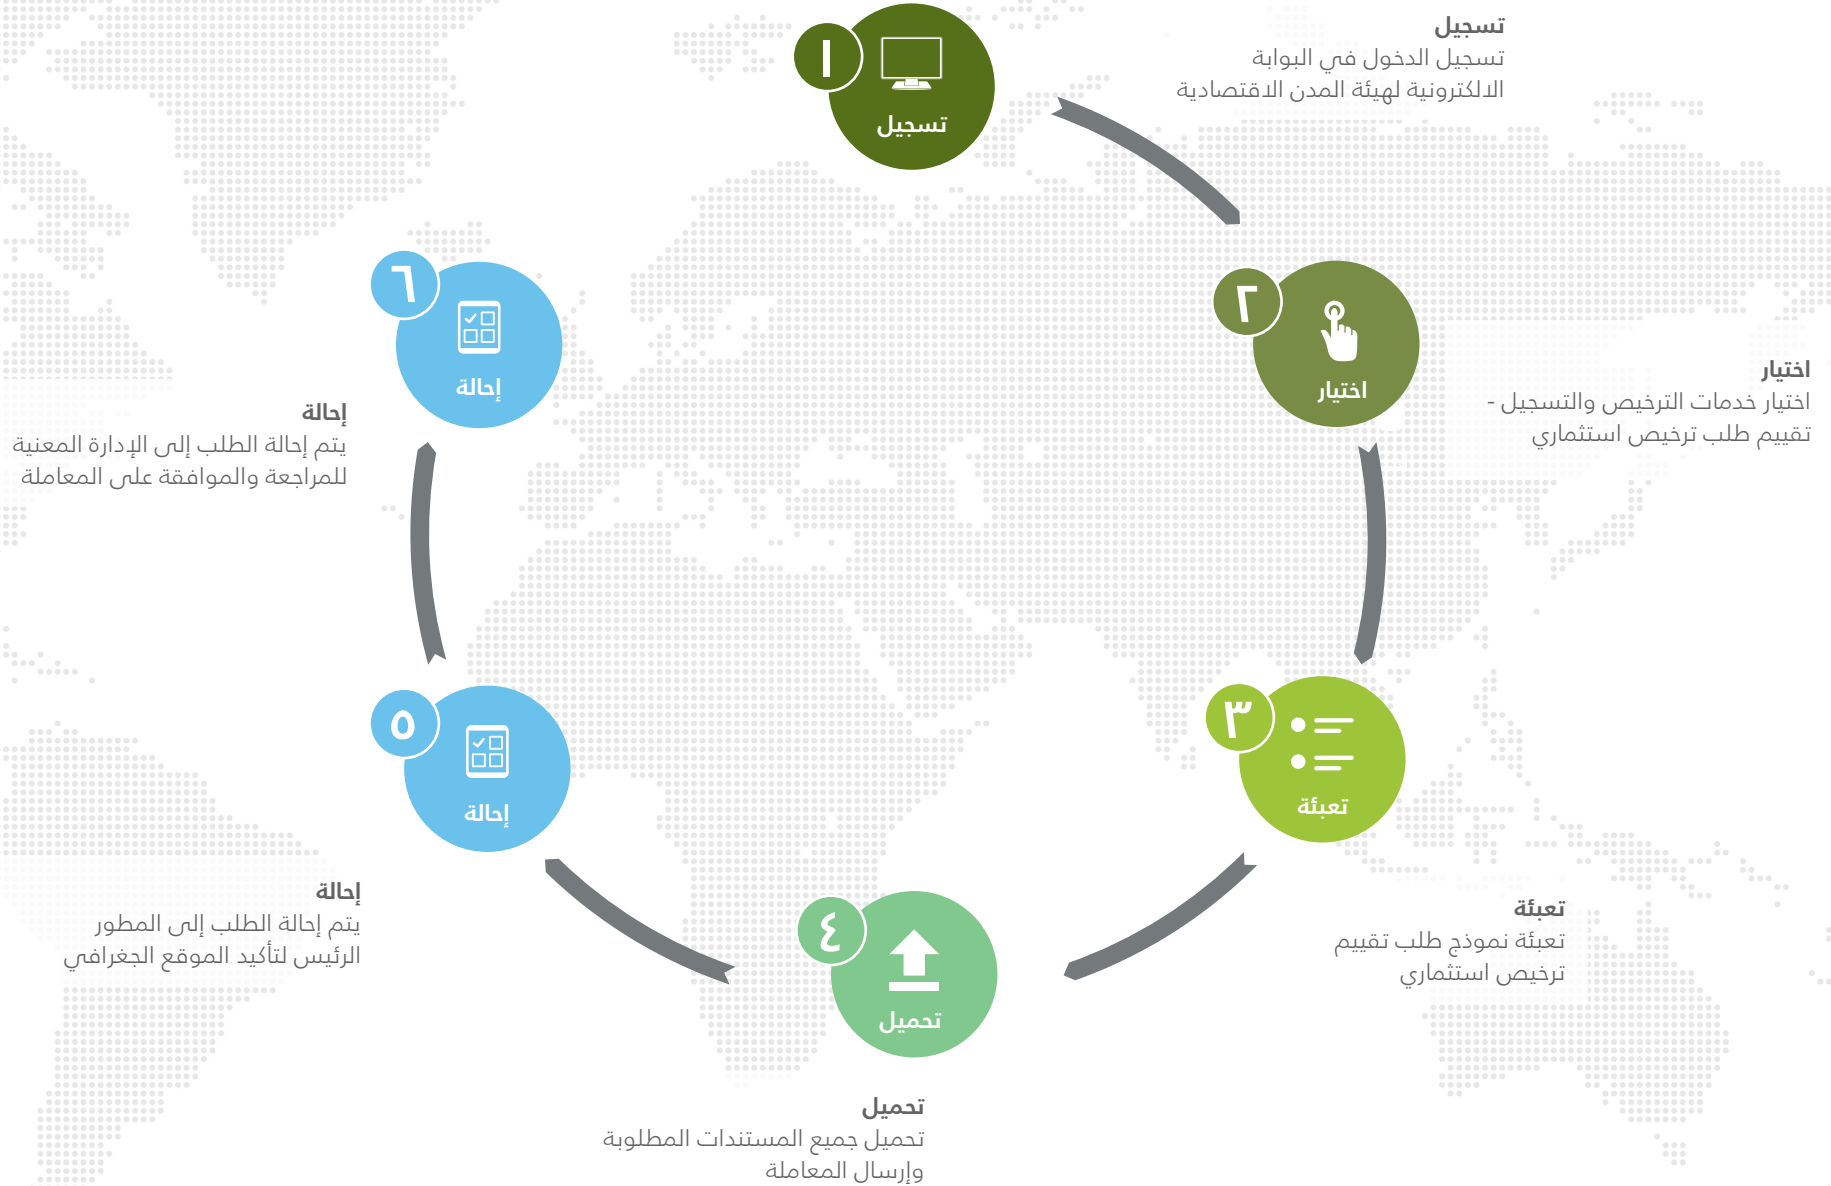 ١
تسجيل
تسجيل
تسجيل الدخول في البوابة
الالكترونية لهيئة المدن الاقتصادية
٢
اختيار
اختيار
اختيار خدمات الترخيص والتسجيل -
تقييم طلب ترخيص استثماري
٣
تعبئة
تعبئة
تعبئة نموذج طلب تقييم
ترخيص استثماري
٤
تحميل
تحميل
تحميل جميع المستندات المطلوبة
وإرسال المعاملة
٥
إحالة
إحالة
يتم إحالة الطلب إلى المطور
الرئيس لتأكيد الموقع الجغرافي
٦
إحالة
إحالة
يتم إحالة الطلب إلى الإدارة المعنية
للمراجعة والموافقة على المعاملة